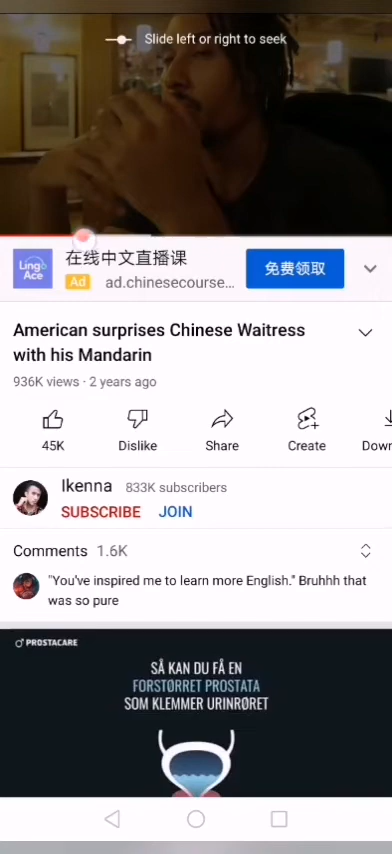 Slide left or right to seek
Lingo
Ace
在线中文直播课
Ad ad.chinesecourse...
免费领取
American surprises Chinese Waitress
with his Mandarin
936K views · 2 years ago
45K
Dislike
Share
Create
Down
Ikenna 833K subscribers
SUBSCRIBE JOIN
Comments 1.6K
"You've inspired me to learn more English." Bruhhh that
was so pure
PROSTACARE
SÅ KAN DU FÅ EN
FORSTØRRET PROSTATA
SOM KLEMMER URINRØRET